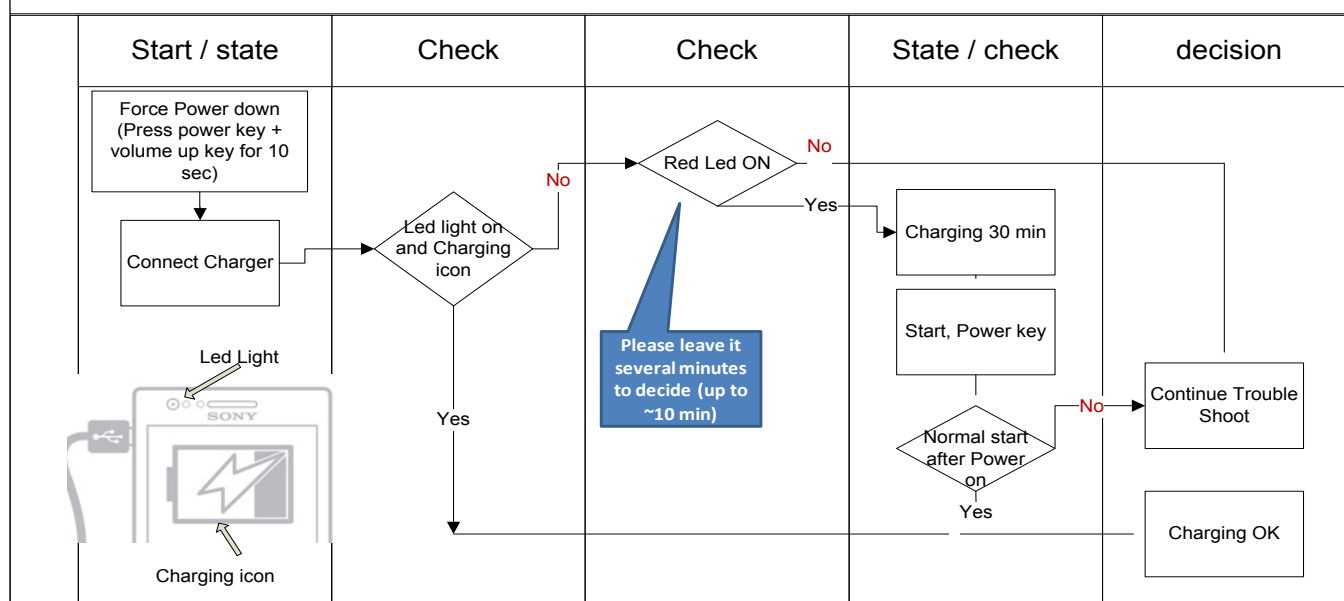 Start / state
Check
Check
State / check
decision
Force Power down
(Press power key +
volume up key for 10
sec)
Connect Charger
Led light on
and Charging
icon
No
Yes
Red Led ON
No
Yes
Please leave it
several minutes
to decide (up to
~10 min)
Charging 30 min
Start, Power key
Normal start
after Power
on
No
Yes
Continue Trouble
Shoot
Charging OK
Led Light
SONY
Charging icon